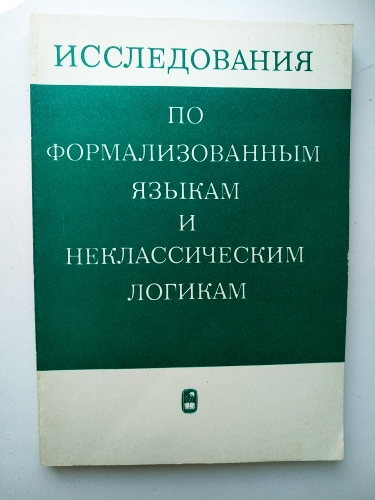 ИССЛЕДОВАНИЯ
ПО
ФОРМАЛИЗОВАННЫМ
ЯЗЫКАМ
И
НЕКЛАССИЧЕСКИМ
ЛОГИКАМ